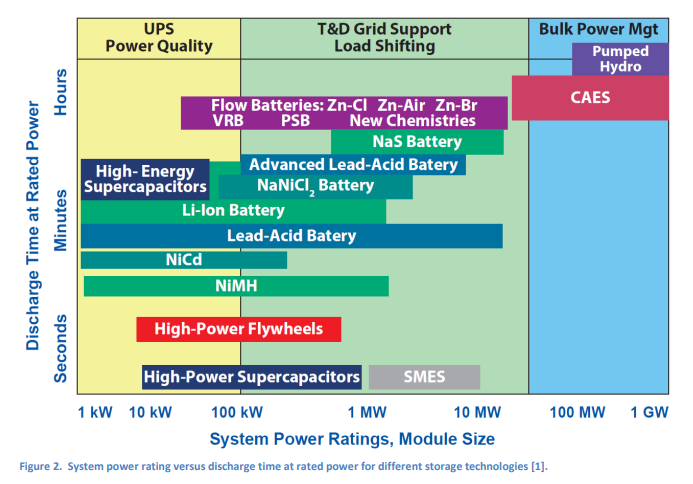 UPS
Power Quality
T&D Grid Support
Load Shifting
Bulk Power Mgt
Pumped
Hydro
CAES
Flow Batteries: Zn-Cl Zn-Air Zn-Br
VRB PSB New Chemistries
NaS Battery
High- Energy
Supercapacitors
Advanced Lead-Acid Batery
NaNiCl₂ Battery
Li-Ion Battery
Lead-Acid Batery
NiCd
NiMH
High-Power Flywheels
High-Power Supercapacitors
SMES
Discharge Time at Rated Power
Hours
Minutes
Seconds
1 kW 10 kW 100 kW 1 MW 10 MW 100 MW 1 GW
System Power Ratings, Module Size
Figure 2. System power rating versus discharge time at rated power for different storage technologies [1].